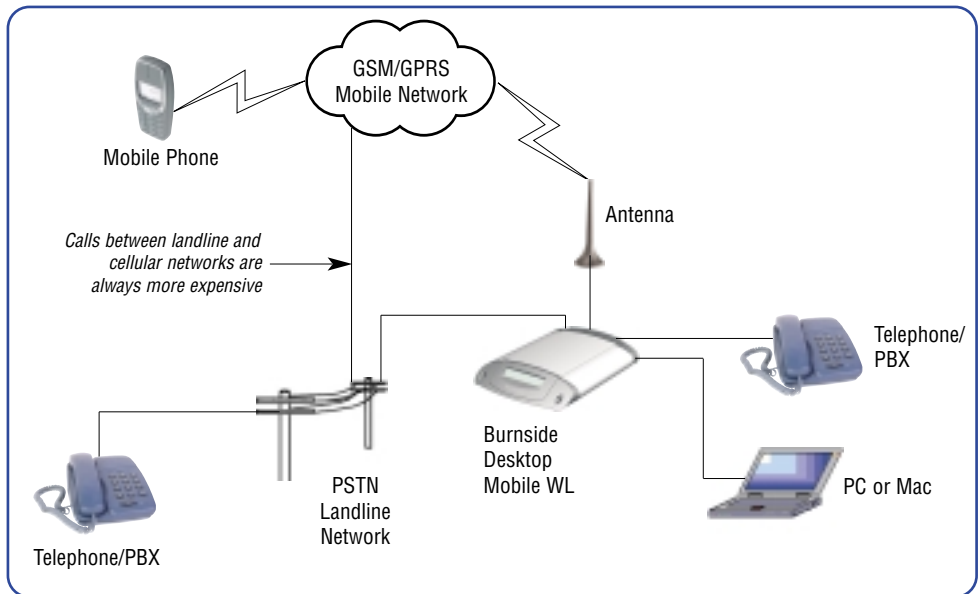 GSM/GPRS
Mobile Network
Mobile Phone
Antenna
Calls between landline and
cellular networks are
always more expensive
Telephone/
PBX
Burnside
Desktop
Mobile WL
PC or Mac
PSTN
Landline
Network
Telephone/PBX